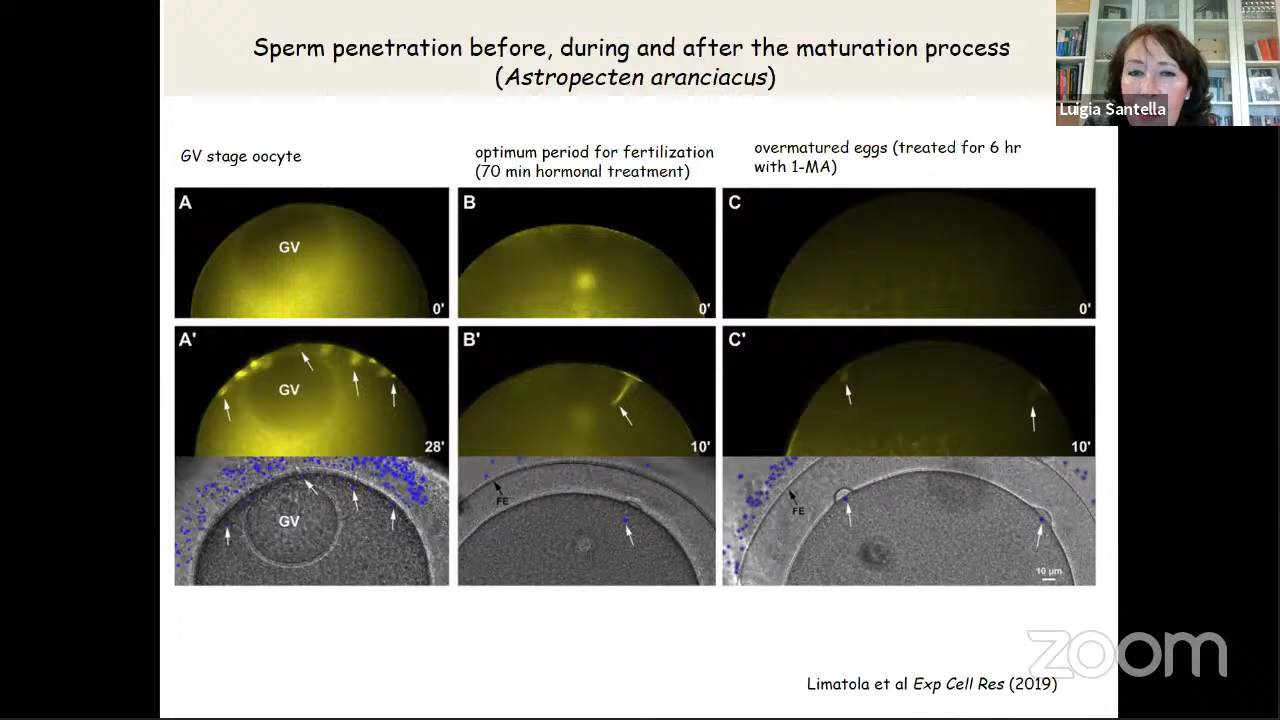 Sperm penetration before, during and after the maturation process
(Astropecten aranciacus)
Luigia Santella
GV stage oocyte
optimum period for fertilization
(70 min hormonal treatment)
overmatured eggs (treated for 6 hr
with 1-MA)
A
GV
0'
B
0'
C
0'
A'
GV
28'
B'
10'
C'
10'
GV
FE
FE
10 µm
zoom
Limatola et al Exp Cell Res (2019)